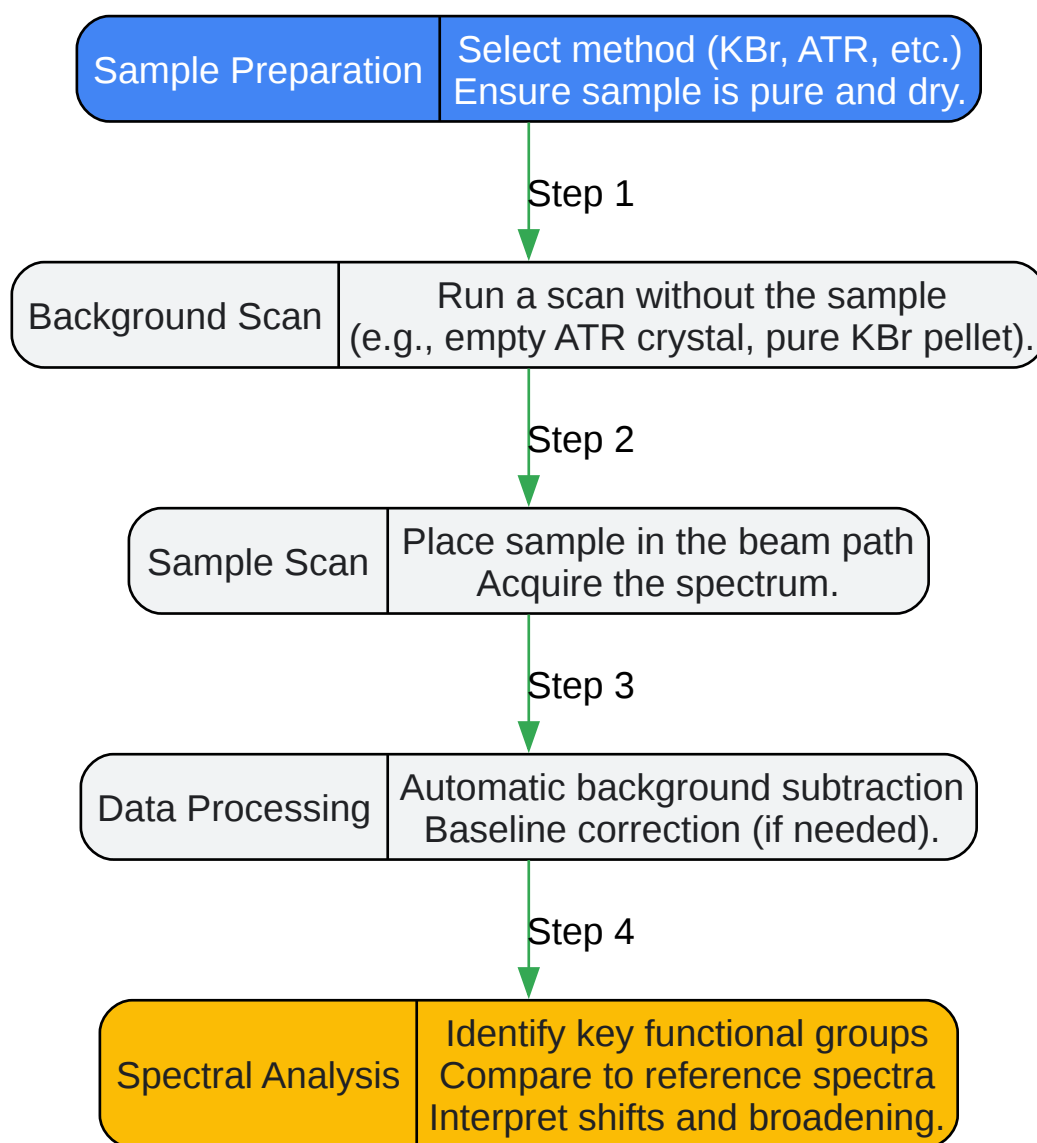 Sample Preparation
Select method (KBr, ATR, etc.)
Ensure sample is pure and dry.
Step 1
Background Scan
Run a scan without the sample
(e.g., empty ATR crystal, pure KBr pellet).
Step 2
Sample Scan
Place sample in the beam path
Acquire the spectrum.
Step 3
Data Processing
Automatic background subtraction
Baseline correction (if needed).
Step 4
Spectral Analysis
Identify key functional groups
Compare to reference spectra
Interpret shifts and broadening.